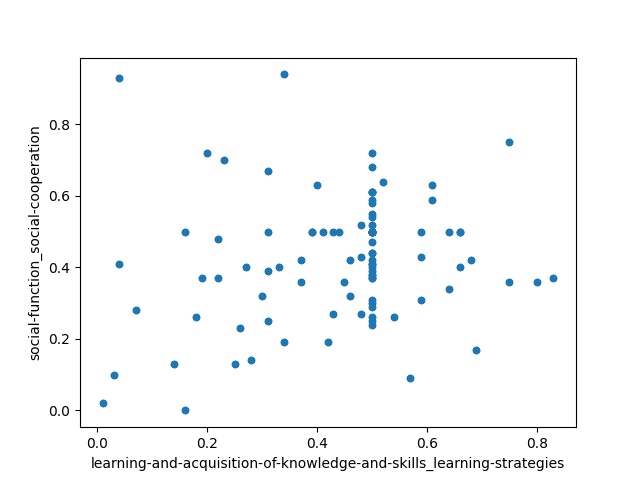 0.8
0.6
0.4
0.2
0.0
social-function_social-cooperation
0.0 0.2 0.4 0.6 0.8
learning-and-acquisition-of-knowledge-and-skills_learning-strategies